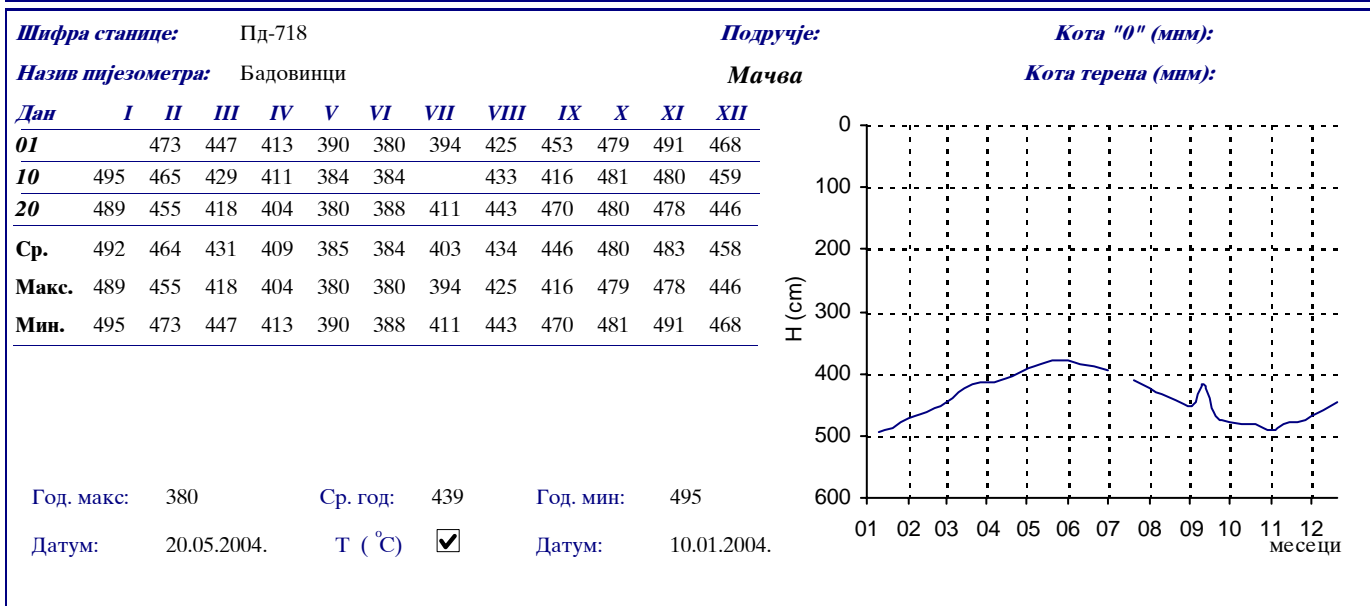 Шифра станице: Пд-718 Подручје: Кота "0" (мнм):
Назив пијезометра: Бадовинци Мачва Кота терена (мнм):
Дан I II III IV V VI VII VIII IX X XI XII
01 473 447 413 390 380 394 425 453 479 491 468
10 495 465 429 411 384 384 433 416 481 480 459
20 489 455 418 404 380 388 411 443 470 480 478 446
Ср. 492 464 431 409 385 384 403 434 446 480 483 458
Макс. 489 455 418 404 380 380 394 425 416 479 478 446
Мин. 495 473 447 413 390 388 411 443 470 481 491 468
0
100
200
300
400
500
600
H (cm)
01 02 03 04 05 06 07 08 09 10 11 12
месеци
Год. макс: 380 Ср. год: 439 Год. мин: 495
Датум: 20.05.2004. Т ( °C) Датум: 10.01.2004.